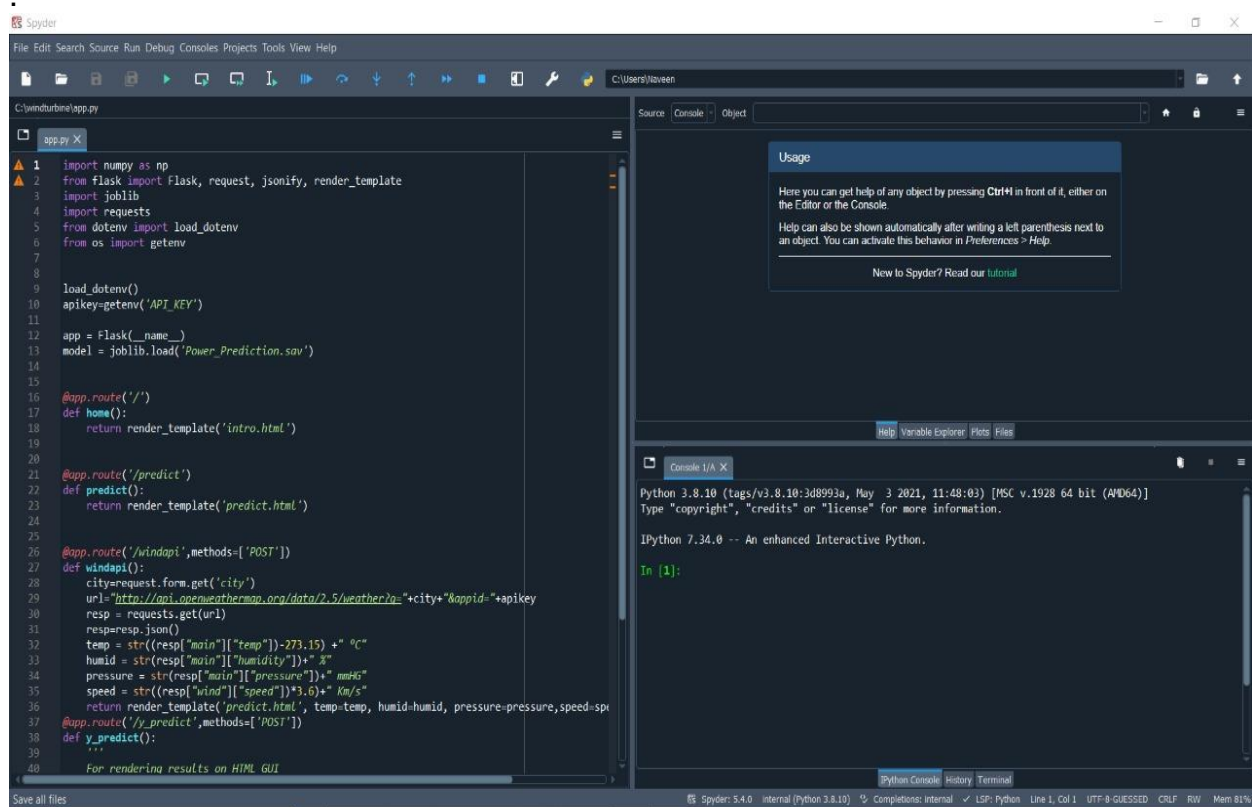 .
Spyder
File Edit Search Source Run Debug Consoles Projects Tools View Help
C:\Users\Naveen
C:\windturbine\app.py
app.py X
1 import numpy as np
2 from flask import Flask, request, jsonify, render_template
3 import joblib
4 import requests
5 from dotenv import load_dotenv
6 from os import getenv
7
8
9 load_dotenv()
10 apikey=getenv('API_KEY')
11
12 app = Flask(__name__)
13 model = joblib.load('Power_Prediction.sav')
14
15
16 @app.route('/')
17 def home():
18 return render_template('intro.html')
19
20
21 @app.route('/predict')
22 def predict():
23 return render_template('predict.html')
24
25
26 @app.route('/windapi',methods=['POST'])
27 def windapi():
28 city=request.form.get('city')
29 url="http://api.openweathermap.org/data/2.5/weather?q="+city+"&appid="+apikey
30 resp = requests.get(url)
31 resp=resp.json()
32 temp = str((resp["main"]["temp"])-273.15) +" °C"
33 humid = str(resp["main"]["humidity"])+" %"
34 pressure = str(resp["main"]["pressure"])+" mmHG"
35 speed = str((resp["wind"]["speed"])*3.6)+" Km/s"
36 return render_template('predict.html', temp=temp, humid=humid, pressure=pressure,speed=spe
37 @app.route('/y_predict',methods=['POST'])
38 def y_predict():
39 '''
40 For rendering results on HTML GUI
Source Console Object
Usage
Here you can get help of any object by pressing Ctrl+I in front of it, either on
the Editor or the Console.
Help can also be shown automatically after writing a left parenthesis next to
an object. You can activate this behavior in Preferences > Help.
New to Spyder? Read our tutorial
Help Variable Explorer Plots Files
Console 1/A X
Python 3.8.10 (tags/v3.8.10:3d8993a, May 3 2021, 11:48:03) [MSC v.1928 64 bit (AMD64)]
Type "copyright", "credits" or "license" for more information.
IPython 7.34.0 -- An enhanced Interactive Python.
In [1]:
IPython Console History Terminal
Save all files
Spyder: 5.4.0 internal (Python 3.8.10) Completions: internal ✓ LSP: Python Line 1, Col 1 UTF-8-GUESSED CRLF RW Mem 81%